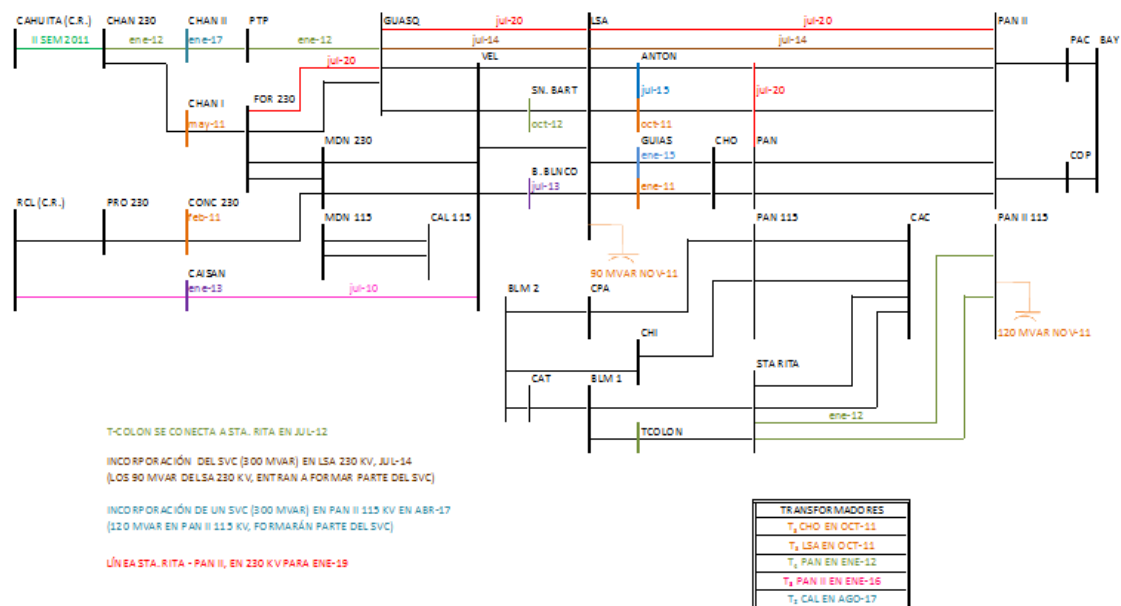 CAHUITA (C.R.) CHAN 230 CHAN II PTP GUASQ jul-20 LSA jul-20 PAN II
II SEM 2011 ene-12 ene-17 ene-12 jul-14 jul-14 PAC BAY
jul-20 VEL ANTON
SN. BART jul-15 jul-20
CHAN I FOR 230
may-11 oct-12 oct-11
MDN 230 GUIAS CHO PAN
ene-15 COP
B. BLNCO
jul-13 ene-11
RCL (C.R.) PRO 230 CONC 230
feb-11 MDN 115 CAL 115 PAN 115 CAC PAN II 115
CAISAN 90 MVAR NOV-11
ene-13 jul-10 BLM 2 CPA
CHI 120 MVAR NOV-11
STA RITA
CAT BLM 1
ene-12
TCOLON
T-COLON SE CONECTA A STA. RITA EN JUL-12
INCORPORACIÓN DEL SVC (300 MVAR) EN LSA 230 KV, JUL-14
(LOS 90 MVAR DE LSA 230 KV, ENTRAN A FORMAR PARTE DEL SVC)
INCORPORACIÓN DE UN SVC (300 MVAR) EN PAN II 115 KV EN ABR-17
(120 MVAR EN PAN II 115 KV, FORMARÁN PARTE DEL SVC)
LÍNEA STA. RITA - PAN II, EN 230 KV PARA ENE-19
TRANSFORMADORES
CHO EN OCT-11
LSA EN OCT-11
PAN EN ENE-12
PAN II EN ENE-16
CAL EN AGO-17